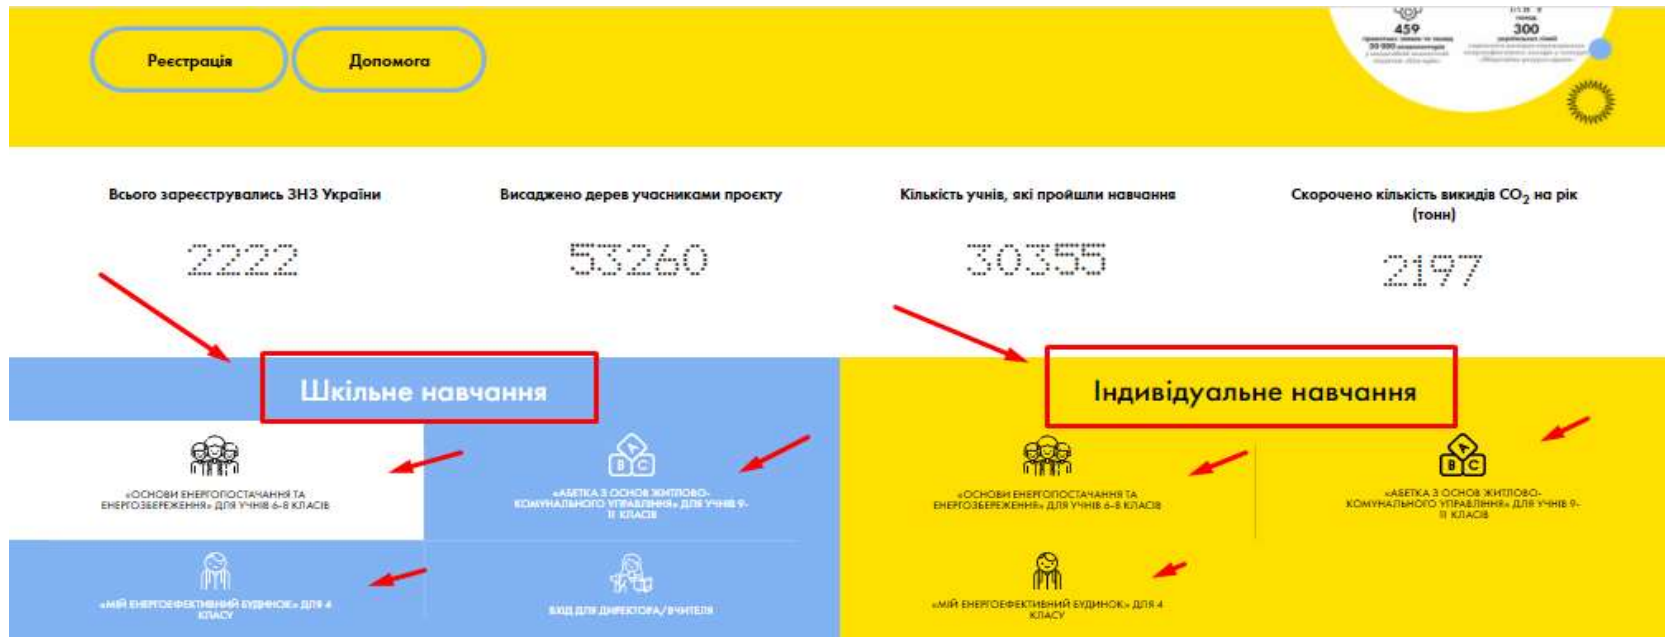 459
300
30 000
Реєстрація
Допомога
Всього зареєструвались ЗНЗ України
Висаджено дерев учасниками проєкту
Кількість учнів, які пройшли навчання
Скорочено кількість викидів CO₂ на рік
(тонн)
2222
53260
30355
2197
Шкільне навчання
Індивідуальне навчання
A
B C
«ОСНОВИ ЕНЕРГОПОСТАЧАННЯ ТА
ЕНЕРГОЗБЕРЕЖЕННЯ» ДЛЯ УЧНІВ 6-8 КЛАСІВ
«АБЕТКА З ОСНОВ ЖИТЛОВО-
КОМУНАЛЬНОГО УПРАВЛІННЯ» ДЛЯ УЧНІВ 9-
11 КЛАСІВ
«МІЙ ЕНЕРГОЕФЕКТИВНИЙ БУДИНОК» ДЛЯ 4
КЛАСУ
ВХІД ДЛЯ ДИРЕКТОРА/ВЧИТЕЛЯ
A
B C
«ОСНОВИ ЕНЕРГОПОСТАЧАННЯ ТА
ЕНЕРГОЗБЕРЕЖЕННЯ» ДЛЯ УЧНІВ 6-8 КЛАСІВ
«АБЕТКА З ОСНОВ ЖИТЛОВО-
КОМУНАЛЬНОГО УПРАВЛІННЯ» ДЛЯ УЧНІВ 9-
11 КЛАСІВ
«МІЙ ЕНЕРГОЕФЕКТИВНИЙ БУДИНОК» ДЛЯ 4
КЛАСУ